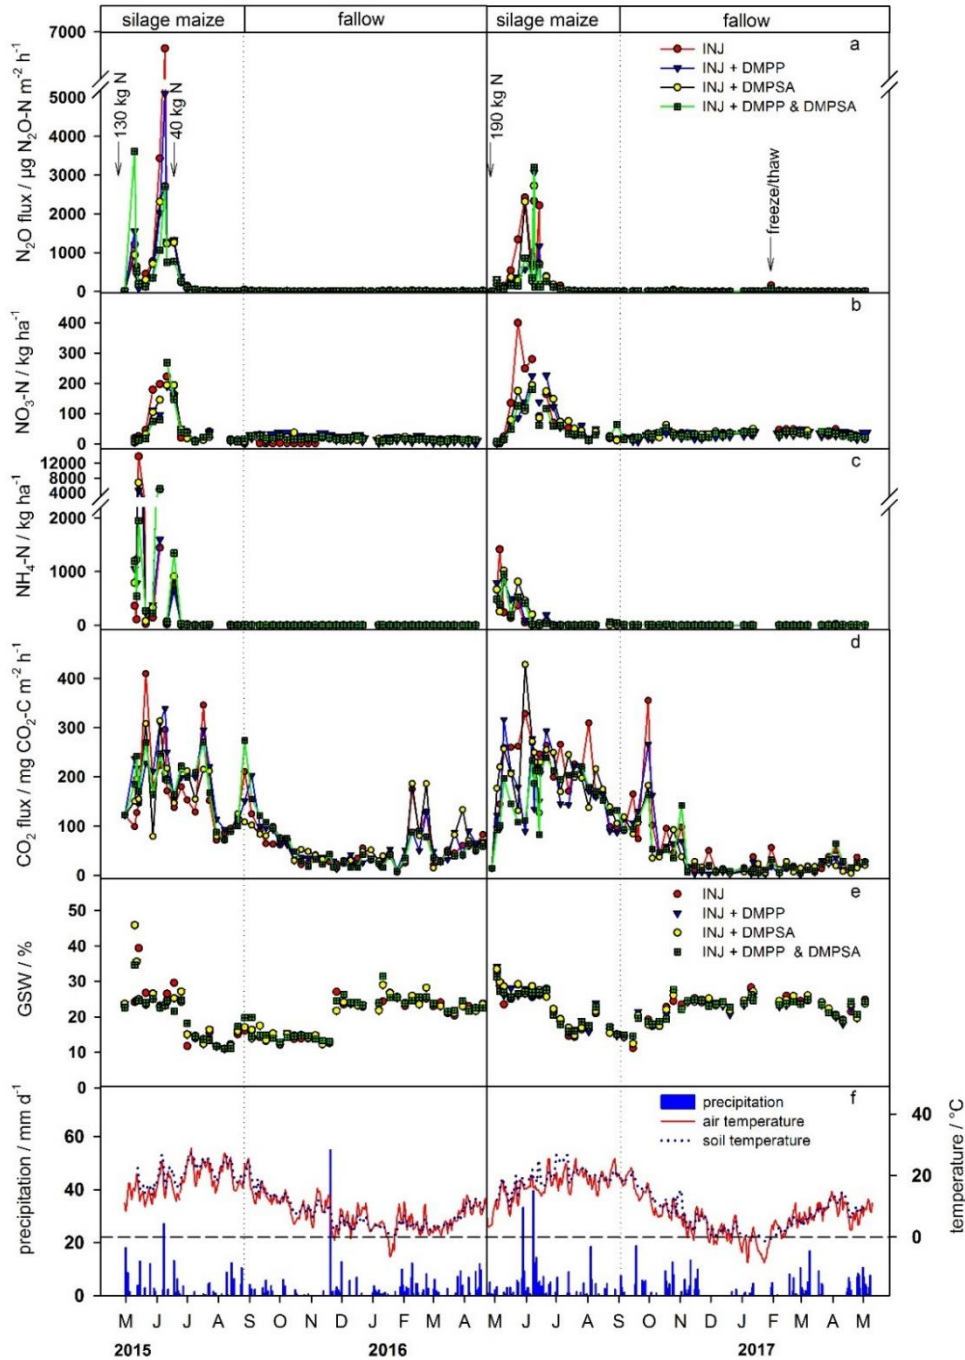 silage maize fallow silage maize fallow
a
N₂O flux / µg N₂O-N m⁻² h⁻¹
7000
5000
4000
3000
2000
1000
0
130 kg N
40 kg N
190 kg N
freeze/thaw
INJ
INJ + DMPP
INJ + DMPSA
INJ + DMPP & DMPSA
b
NO₃-N / kg ha⁻¹
400
300
200
100
0
c
NH₄-N / kg ha⁻¹
12000
8000
4000
2000
1000
0
d
CO₂ flux / mg CO₂-C m⁻² h⁻¹
400
300
200
100
0
e
GSW / %
50
40
30
20
10
0
INJ
INJ + DMPP
INJ + DMPSA
INJ + DMPP & DMPSA
f
precipitation / mm d⁻¹
60
40
20
0
precipitation
air temperature
soil temperature
40
20
0
temperature / °C
M J J A S O N D J F M A M J J A S O N D J F M A M
2015 2016 2017